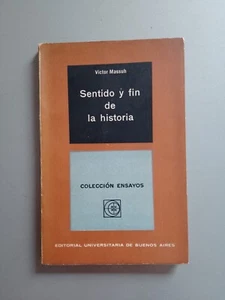 Victor Massuh
Sentido y fin
de
la historia
COLECCIÓN ENSAYOS
EDITORIAL UNIVERSITARIA DE BUENOS AIRES